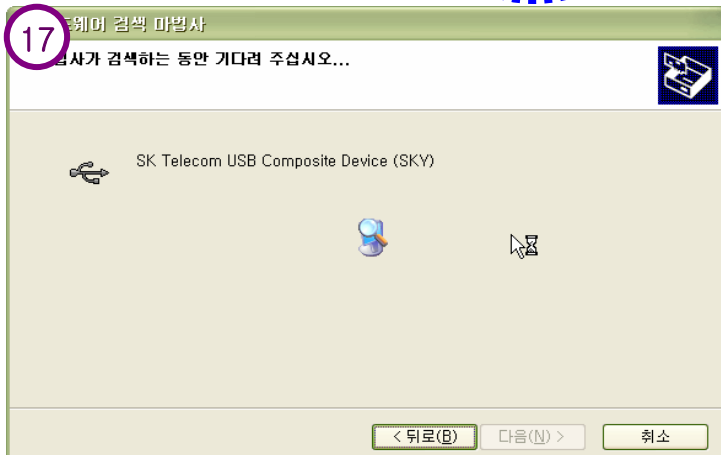 17
웨어 검색 마법사
법사가 검색하는 동안 기다려 주십시오...
SK Telecom USB Composite Device (SKY)
< 뒤로(B)
다음(N) >
취소